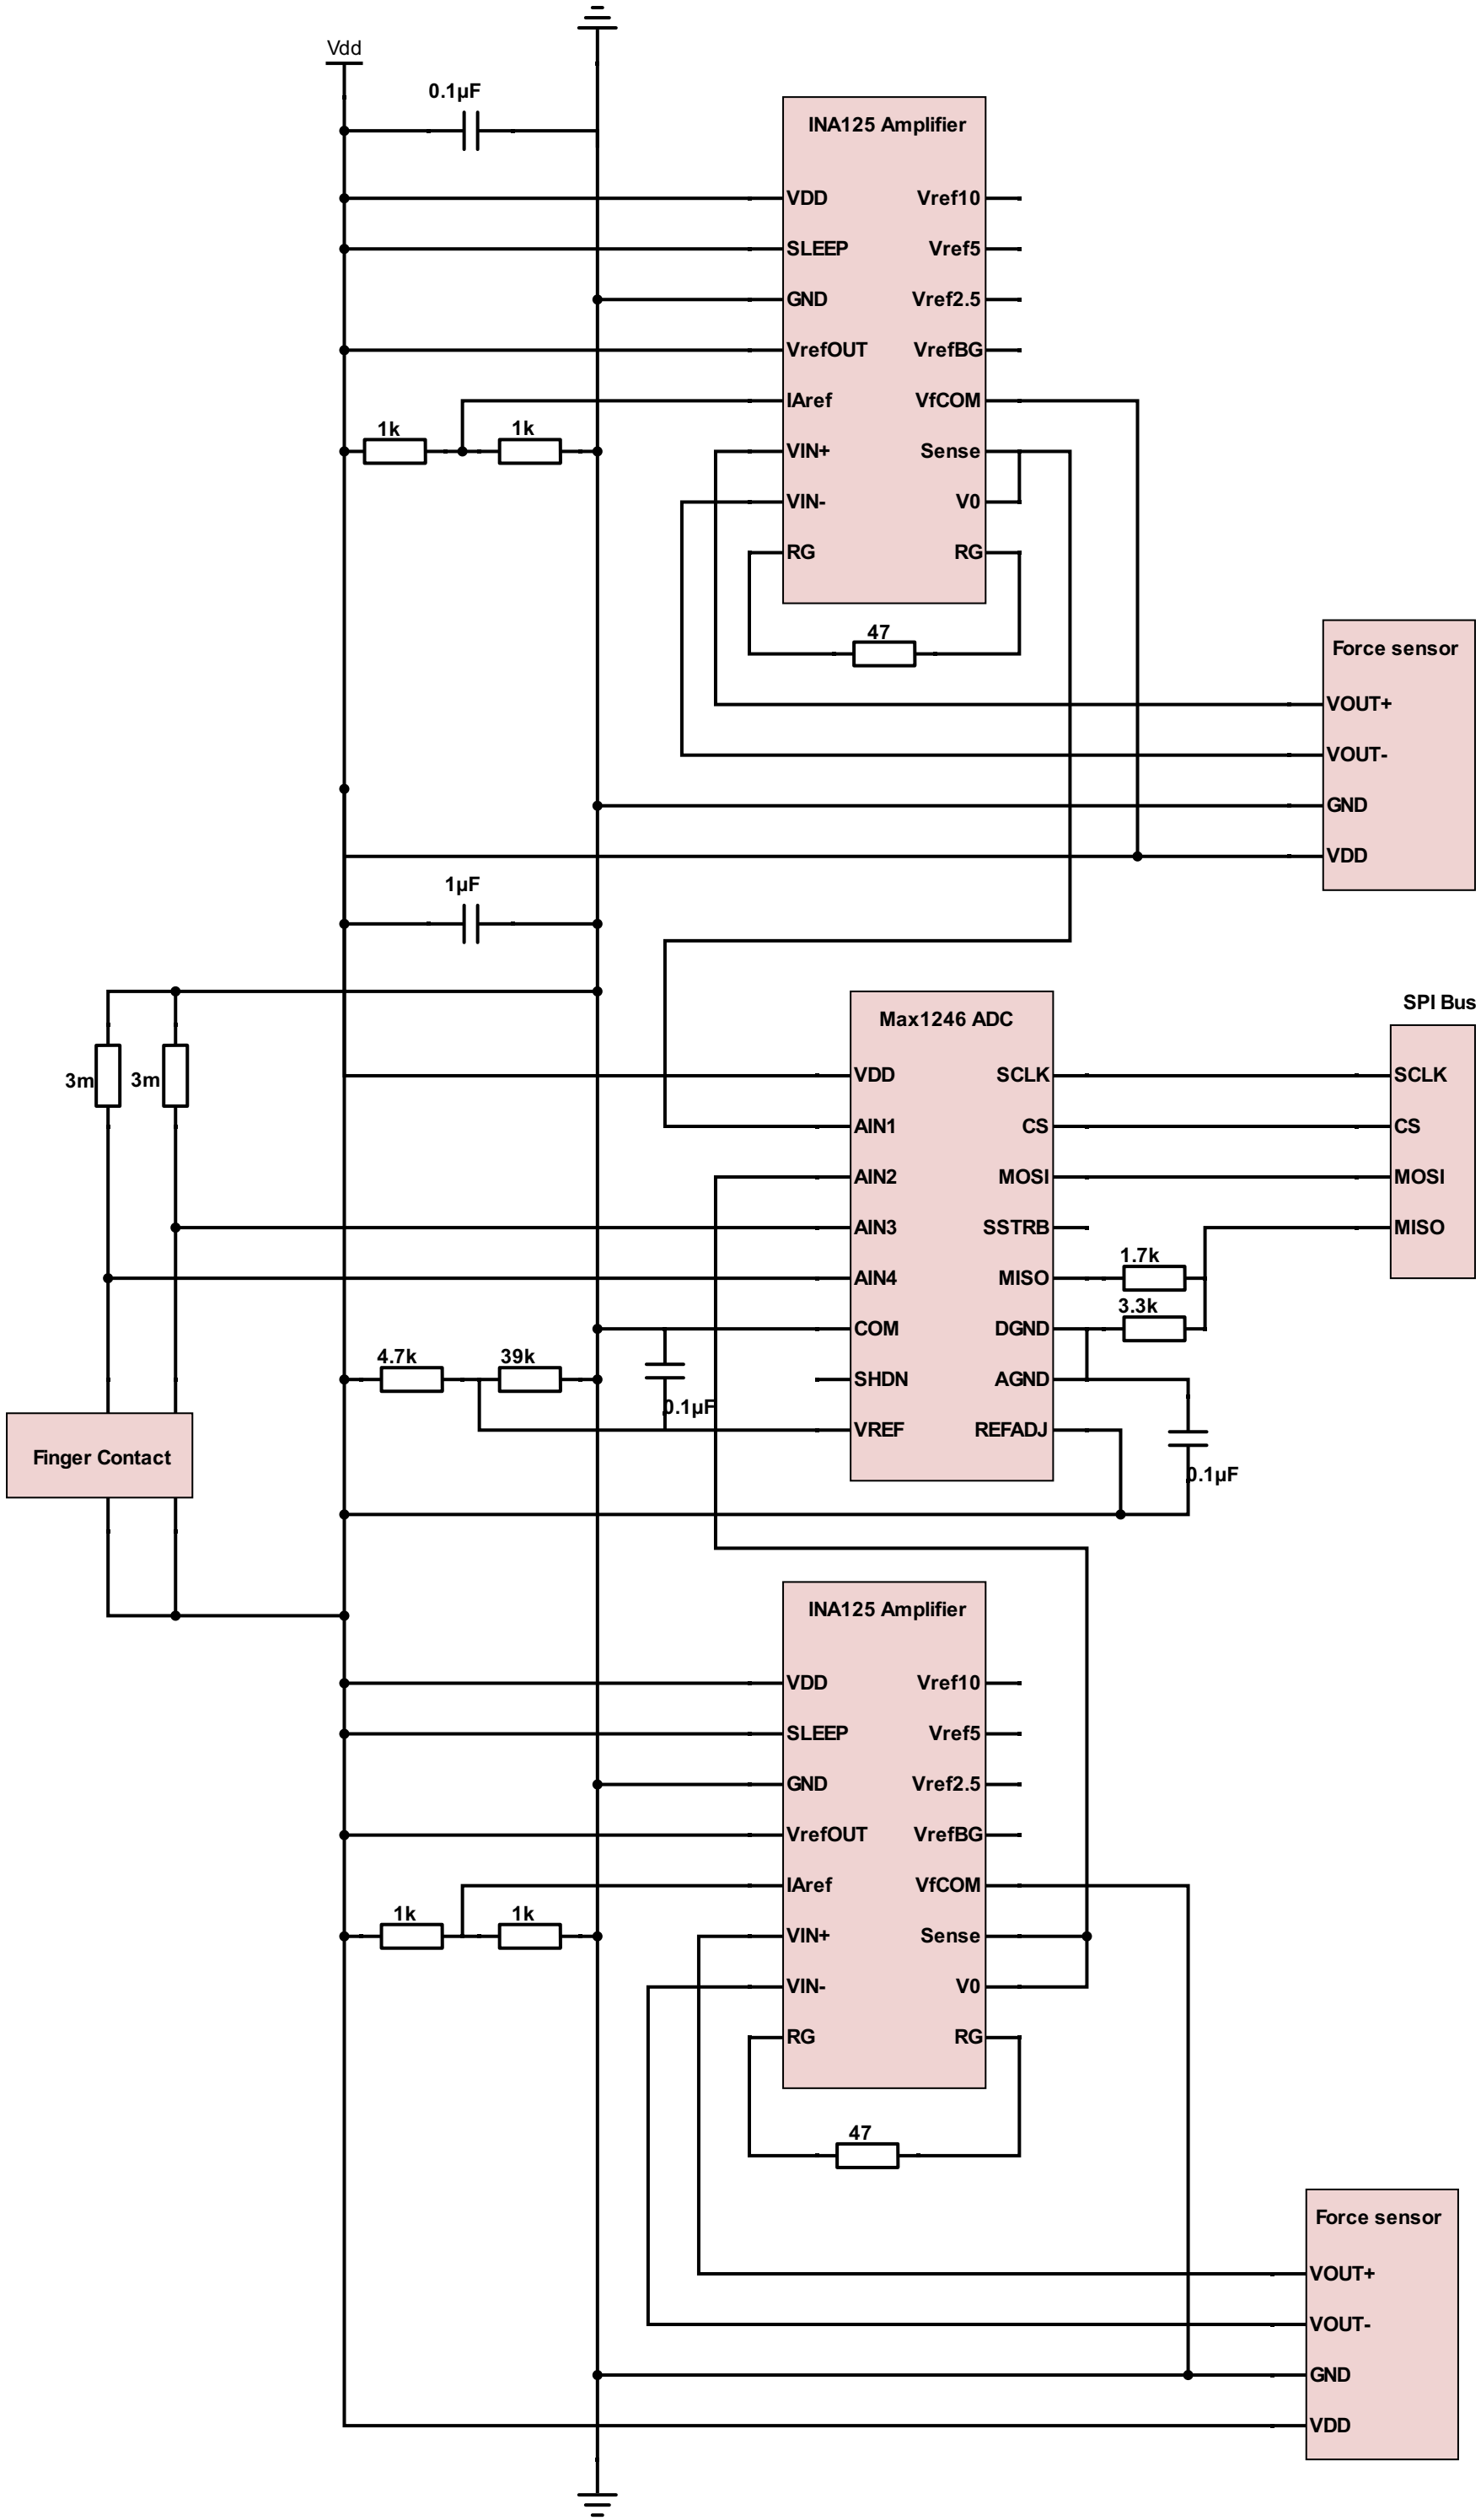 Vdd
0.1µF
INA125 Amplifier
VDD
Vref10
SLEEP
Vref5
GND
Vref2.5
VrefOUT
VrefBG
IAref
VfCOM
1k
1k
VIN+
Sense
VIN-
V0
RG
RG
47
Force sensor
VOUT+
VOUT-
GND
VDD
1µF
SPI Bus
Max1246 ADC
3m
3m
VDD
SCLK
SCLK
AIN1
CS
CS
AIN2
MOSI
MOSI
AIN3
SSTRB
MISO
1.7k
AIN4
MISO
3.3k
COM
DGND
4.7k
39k
SHDN
AGND
0.1µF
VREF
REFADJ
Finger Contact
0.1µF
INA125 Amplifier
VDD
Vref10
SLEEP
Vref5
GND
Vref2.5
VrefOUT
VrefBG
IAref
VfCOM
1k
1k
VIN+
Sense
VIN-
V0
RG
RG
47
Force sensor
VOUT+
VOUT-
GND
VDD